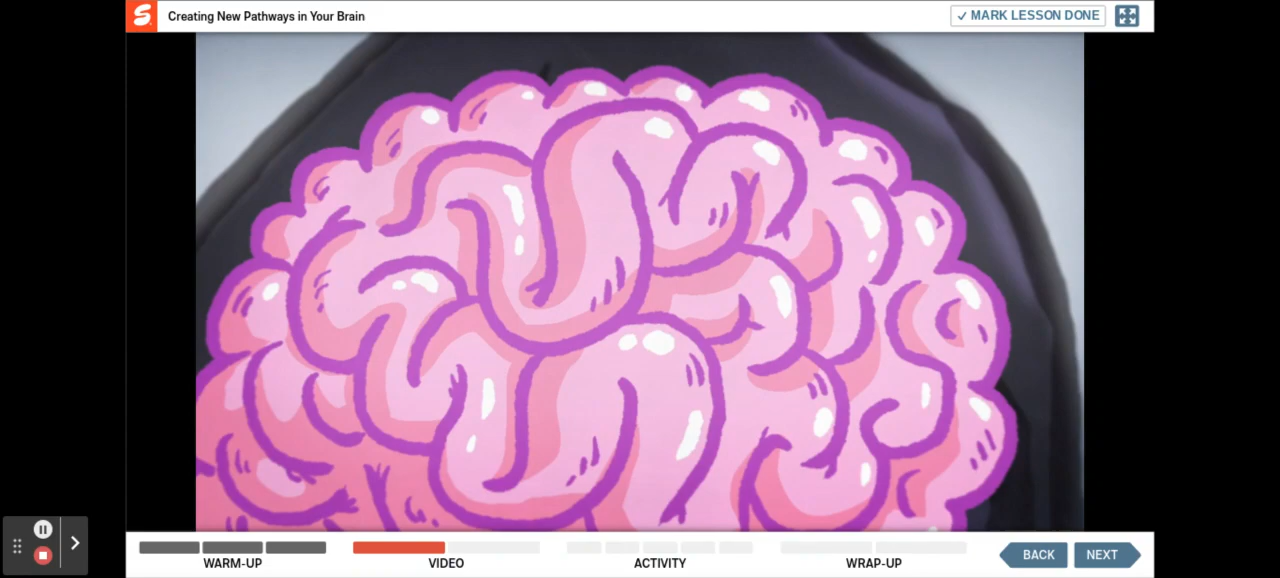 Creating New Pathways in Your Brain
✓ MARK LESSON DONE
WARM-UP
VIDEO
ACTIVITY
WRAP-UP
BACK
NEXT